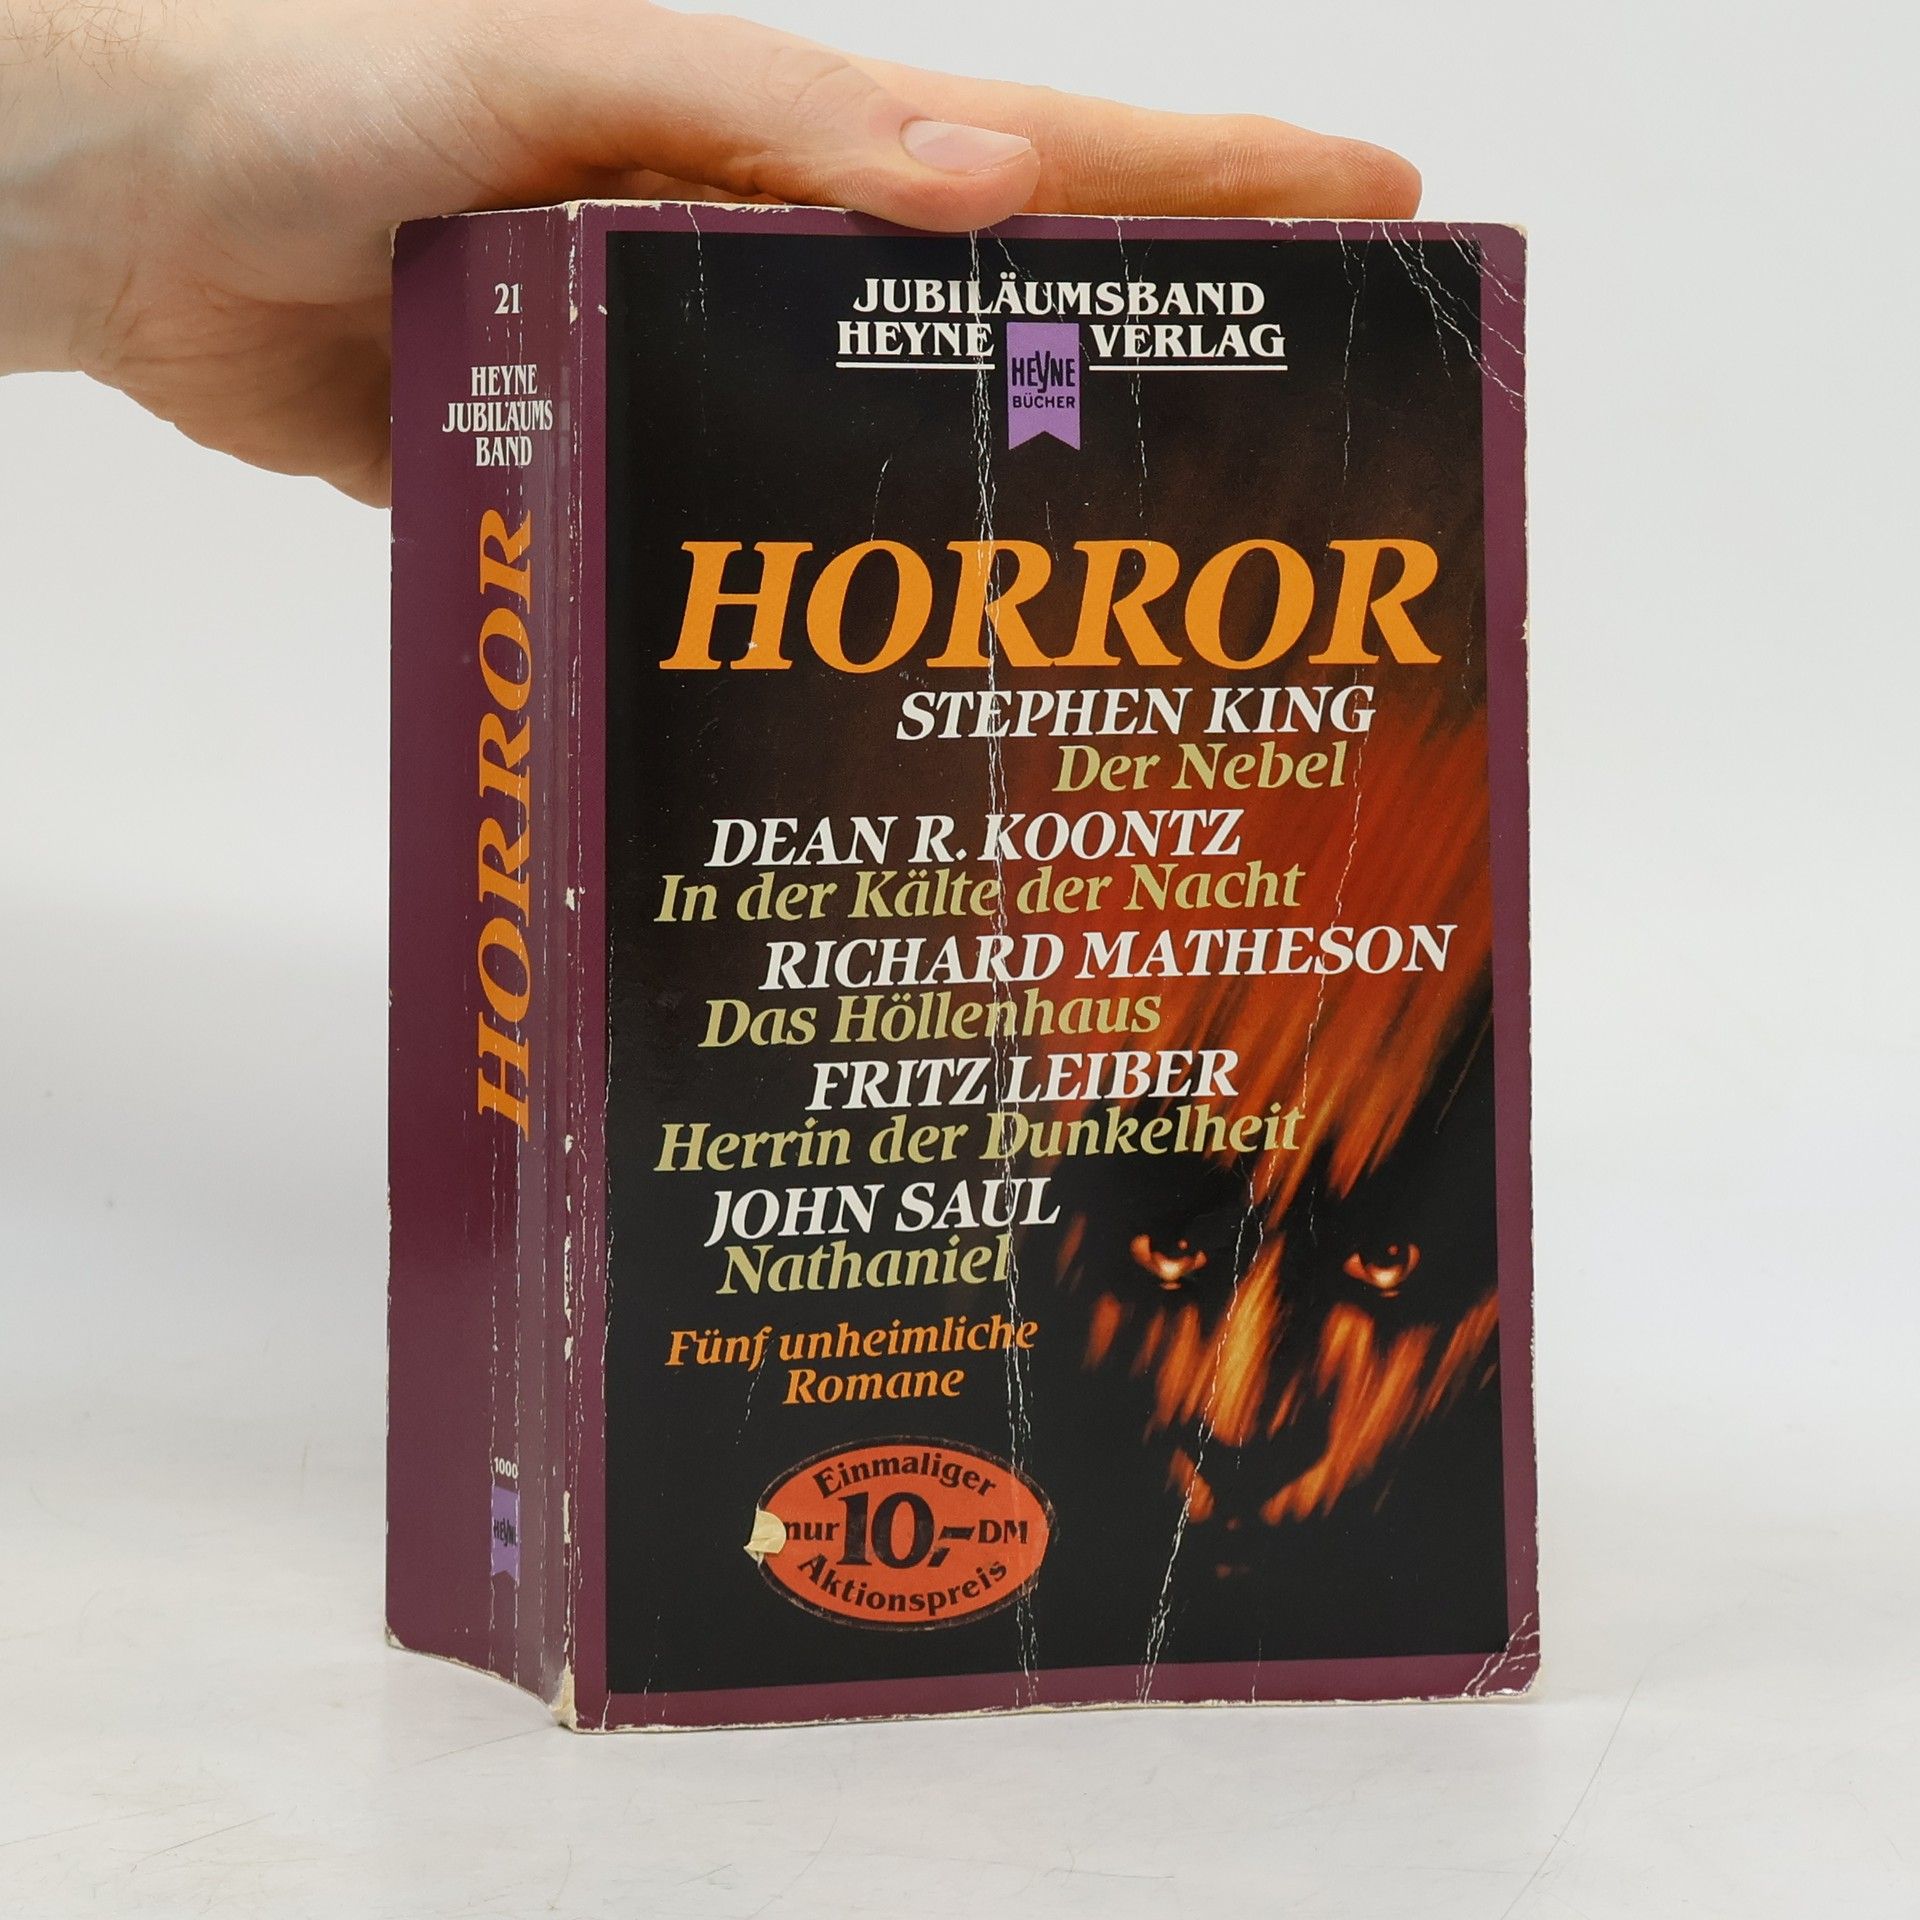 21
HEYNE
JUBILÄUMS
BAND
HORROR
1000
HEYNE
JUBILÄUMSBAND
HEYNE VERLAG
HEYNE
BÜCHER
HORROR
STEPHEN KING
Der Nebel
DEAN R. KOONTZ
In der Kälte der Nacht
RICHARD MATHESON
Das Höllenhaus
FRITZ LEIBER
Herrin der Dunkelheit
JOHN SAUL
Nathaniel
Fünf unheimliche
Romane
Einmaliger
nur 10,- DM
Aktionspreis